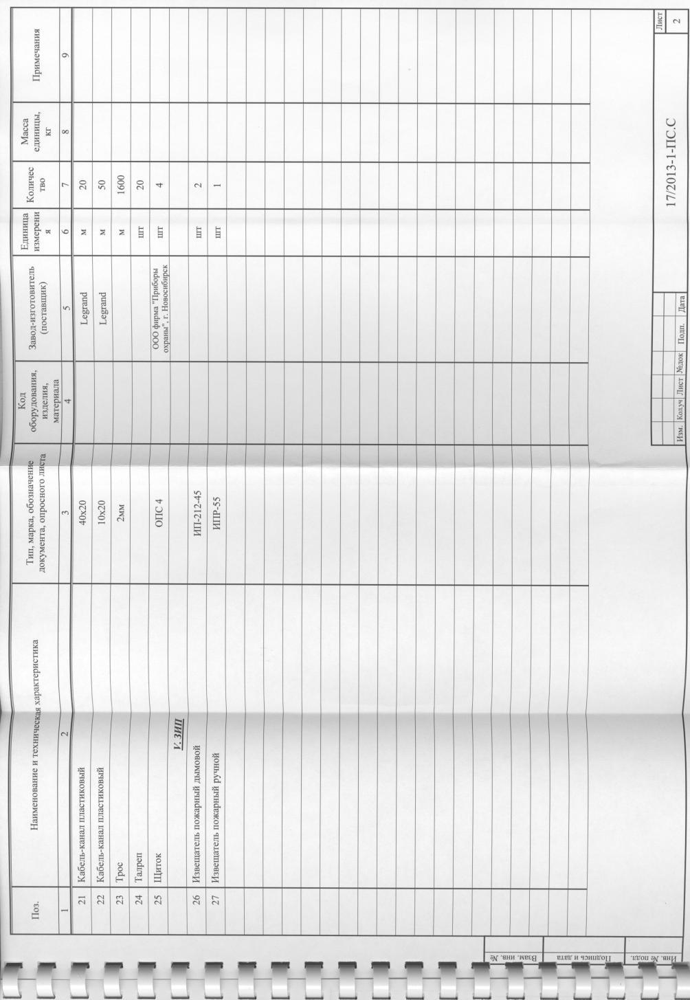 Поз.
Наименование и техническая характеристика
Тип, марка, обозначение
документа, опросного листа
Код
оборудования,
изделия,
материала
Завод-изготовитель
(поставщик)
Единица
измерени
я
Количес
тво
Масса
единицы,
кг
Примечания
1 2 3 4 5 6 7 8 9
21 Кабель-канал пластиковый 40х20 Legrand м 20
22 Кабель-канал пластиковый 10х20 Legrand м 50
23 Трос 2мм м 1600
24 Талреп шт 20
25 Щиток ОПС 4 ООО фирма "Приборы
охраны", г. Новосибирск шт 4
V. ЗИП
26 Извещатель пожарный дымовой ИП-212-45 шт 2
27 Извещатель пожарный ручной ИПР-55 шт 1
Взам. инв. №
Подпись и дата
Инв. № подл.
Изм. Кол.уч Лист №док Подп. Дата
17/2013-1-ПС.С
Лист
2